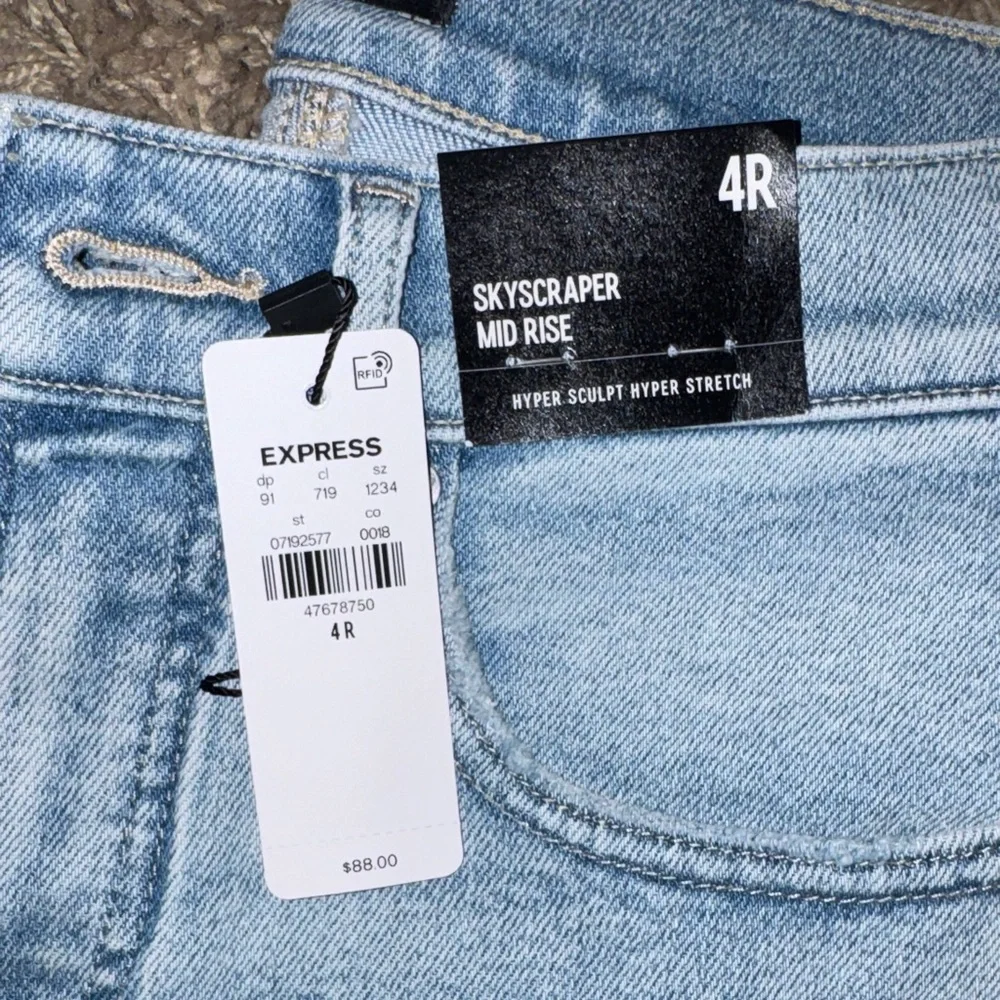 4R
SKYSCRAPER
MID RISE
HYPER SCULPT HYPER STRETCH
RFID
EXPRESS
dp cl sz
91 719 1234
st co
07192577 0018
47678750
4R
$88.00